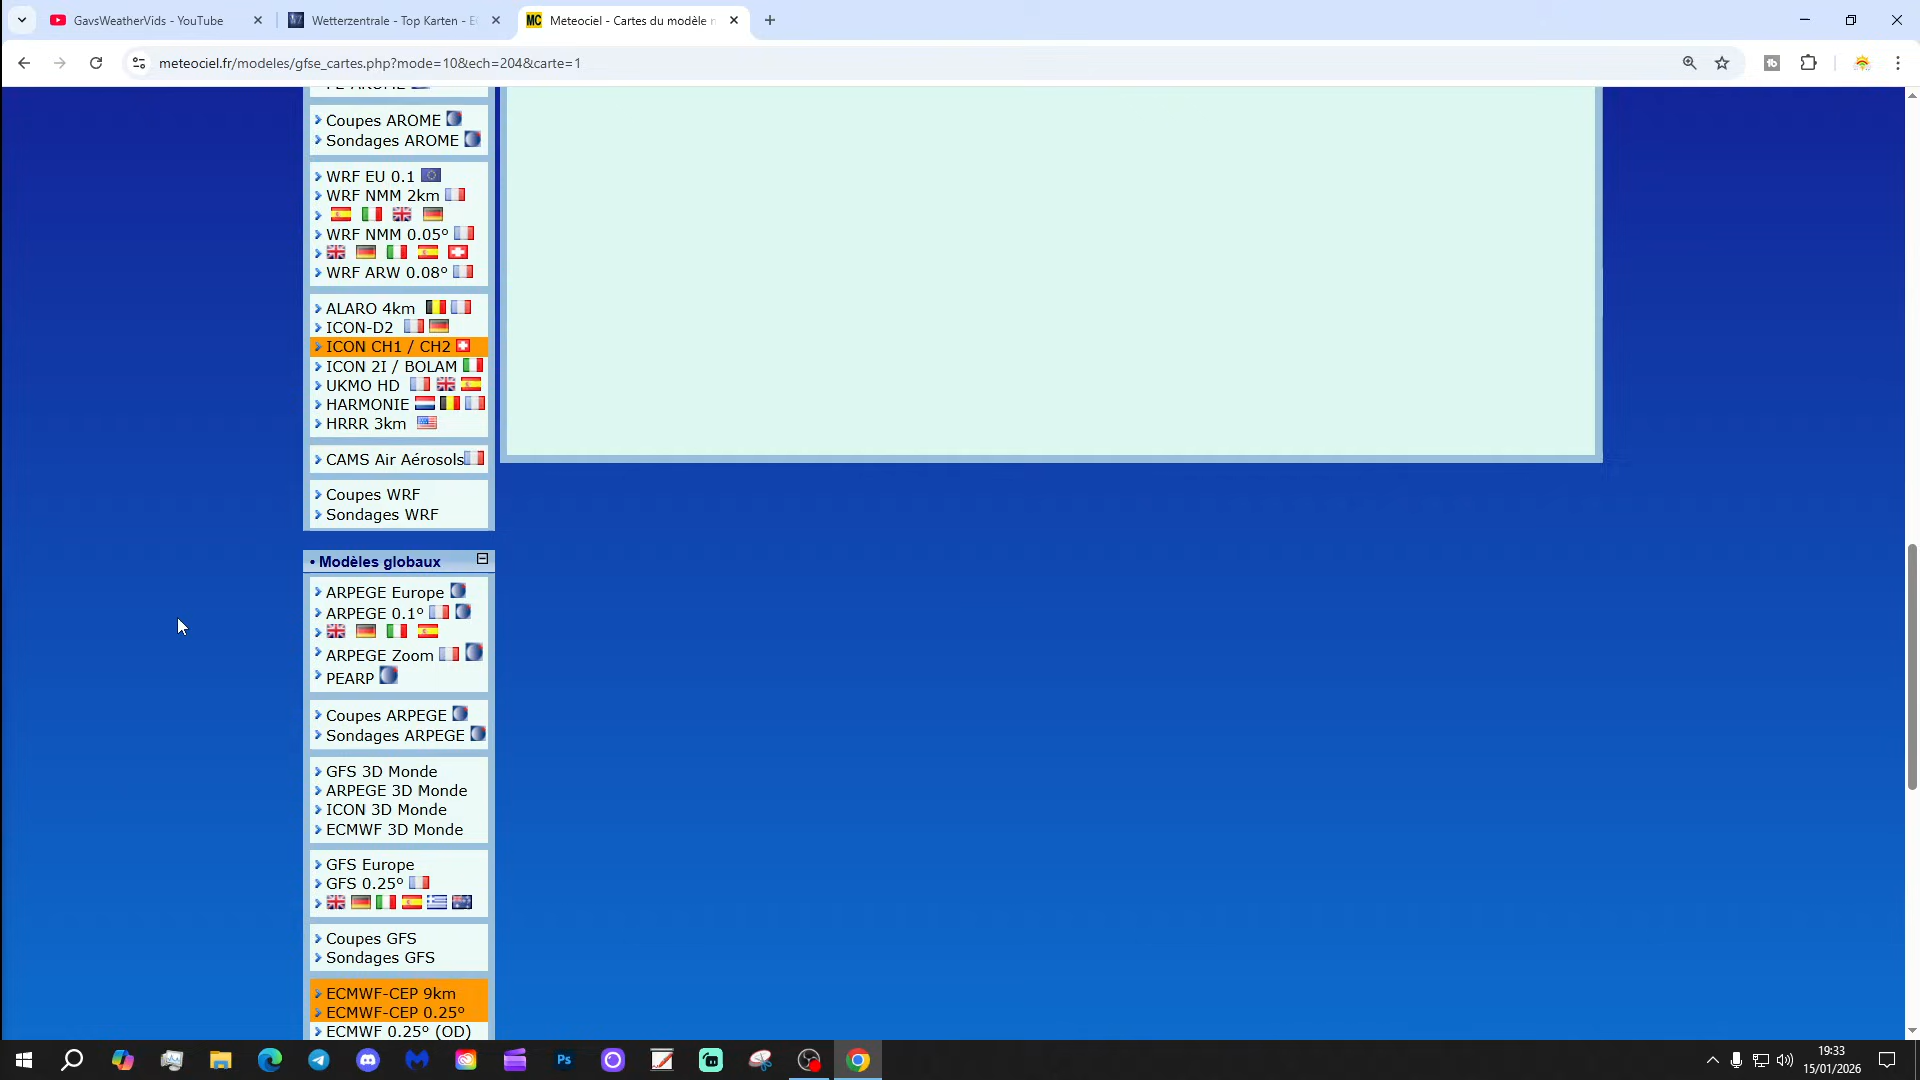 GavsWeatherVids - YouTube
Wetterzentrale - Top Karten - E
MC Meteociel - Cartes du modèle
meteociel.fr/modeles/gfse_cartes.php?mode=10&ech=204&carte=1
PE-AROME
Coupes AROME
Sondages AROME
WRF EU 0.1
WRF NMM 2km
WRF NMM 0.05°
WRF ARW 0.08°
ALARO 4km
ICON-D2
ICON CH1 / CH2
ICON 2I / BOLAM
UKMO HD
HARMONIE
HRRR 3km
CAMS Air Aérosols
Coupes WRF
Sondages WRF
• Modèles globaux
ARPEGE Europe
ARPEGE 0.1°
ARPEGE Zoom
PEARP
Coupes ARPEGE
Sondages ARPEGE
GFS 3D Monde
ARPEGE 3D Monde
ICON 3D Monde
ECMWF 3D Monde
GFS Europe
GFS 0.25°
Coupes GFS
Sondages GFS
ECMWF-CEP 9km
ECMWF-CEP 0.25°
ECMWF 0.25° (OD)
Ps
19:33
15/01/2026